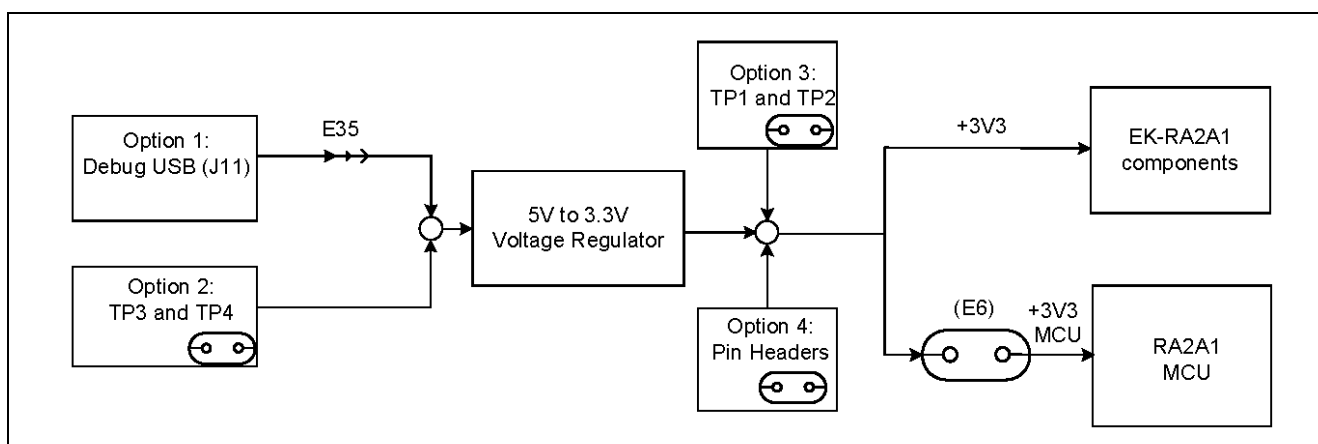 Option 1:
Debug USB (J11)
E35
Option 2:
TP3 and TP4
5V to 3.3V
Voltage Regulator
Option 3:
TP1 and TP2
Option 4:
Pin Headers
+3V3
EK-RA2A1
components
(E6)
+3V3
MCU
RA2A1
MCU